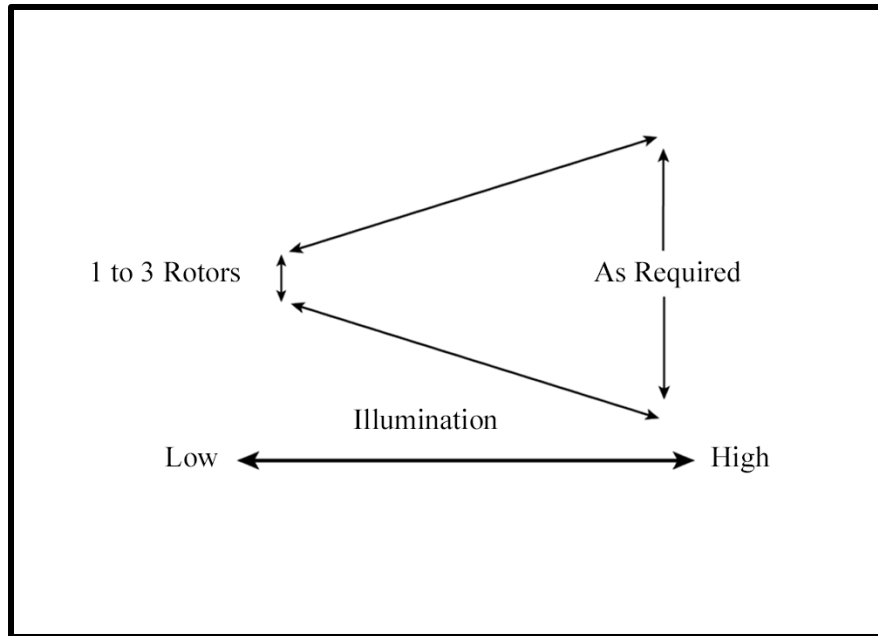 1 to 3 Rotors
As Required
Illumination
Low
High